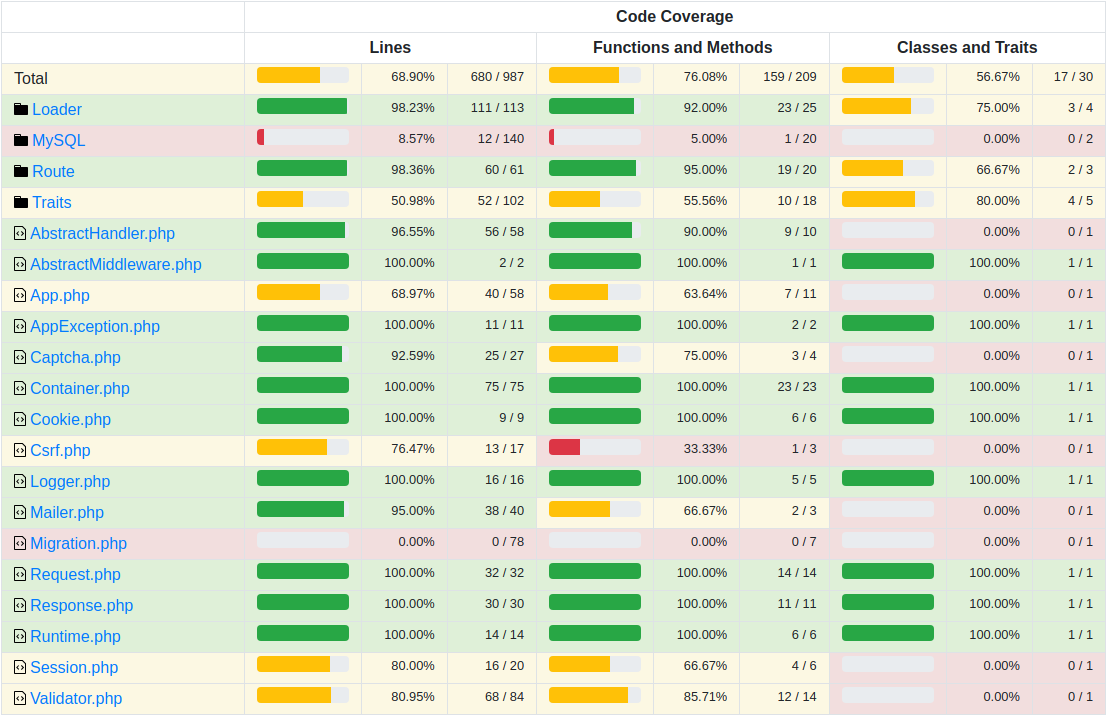 Code Coverage
Lines Functions and Methods Classes and Traits
Total 68.90% 680 / 987 76.08% 159 / 209 56.67% 17 / 30
Loader 98.23% 111 / 113 92.00% 23 / 25 75.00% 3 / 4
MySQL 8.57% 12 / 140 5.00% 1 / 20 0.00% 0 / 2
Route 98.36% 60 / 61 95.00% 19 / 20 66.67% 2 / 3
Traits 50.98% 52 / 102 55.56% 10 / 18 80.00% 4 / 5
AbstractHandler.php 96.55% 56 / 58 90.00% 9 / 10 0.00% 0 / 1
AbstractMiddleware.php 100.00% 2 / 2 100.00% 1 / 1 100.00% 1 / 1
App.php 68.97% 40 / 58 63.64% 7 / 11 0.00% 0 / 1
AppException.php 100.00% 11 / 11 100.00% 2 / 2 100.00% 1 / 1
Captcha.php 92.59% 25 / 27 75.00% 3 / 4 0.00% 0 / 1
Container.php 100.00% 75 / 75 100.00% 23 / 23 100.00% 1 / 1
Cookie.php 100.00% 9 / 9 100.00% 6 / 6 100.00% 1 / 1
Csrf.php 76.47% 13 / 17 33.33% 1 / 3 0.00% 0 / 1
Logger.php 100.00% 16 / 16 100.00% 5 / 5 100.00% 1 / 1
Mailer.php 95.00% 38 / 40 66.67% 2 / 3 0.00% 0 / 1
Migration.php 0.00% 0 / 78 0.00% 0 / 7 0.00% 0 / 1
Request.php 100.00% 32 / 32 100.00% 14 / 14 100.00% 1 / 1
Response.php 100.00% 30 / 30 100.00% 11 / 11 100.00% 1 / 1
Runtime.php 100.00% 14 / 14 100.00% 6 / 6 100.00% 1 / 1
Session.php 80.00% 16 / 20 66.67% 4 / 6 0.00% 0 / 1
Validator.php 80.95% 68 / 84 85.71% 12 / 14 0.00% 0 / 1